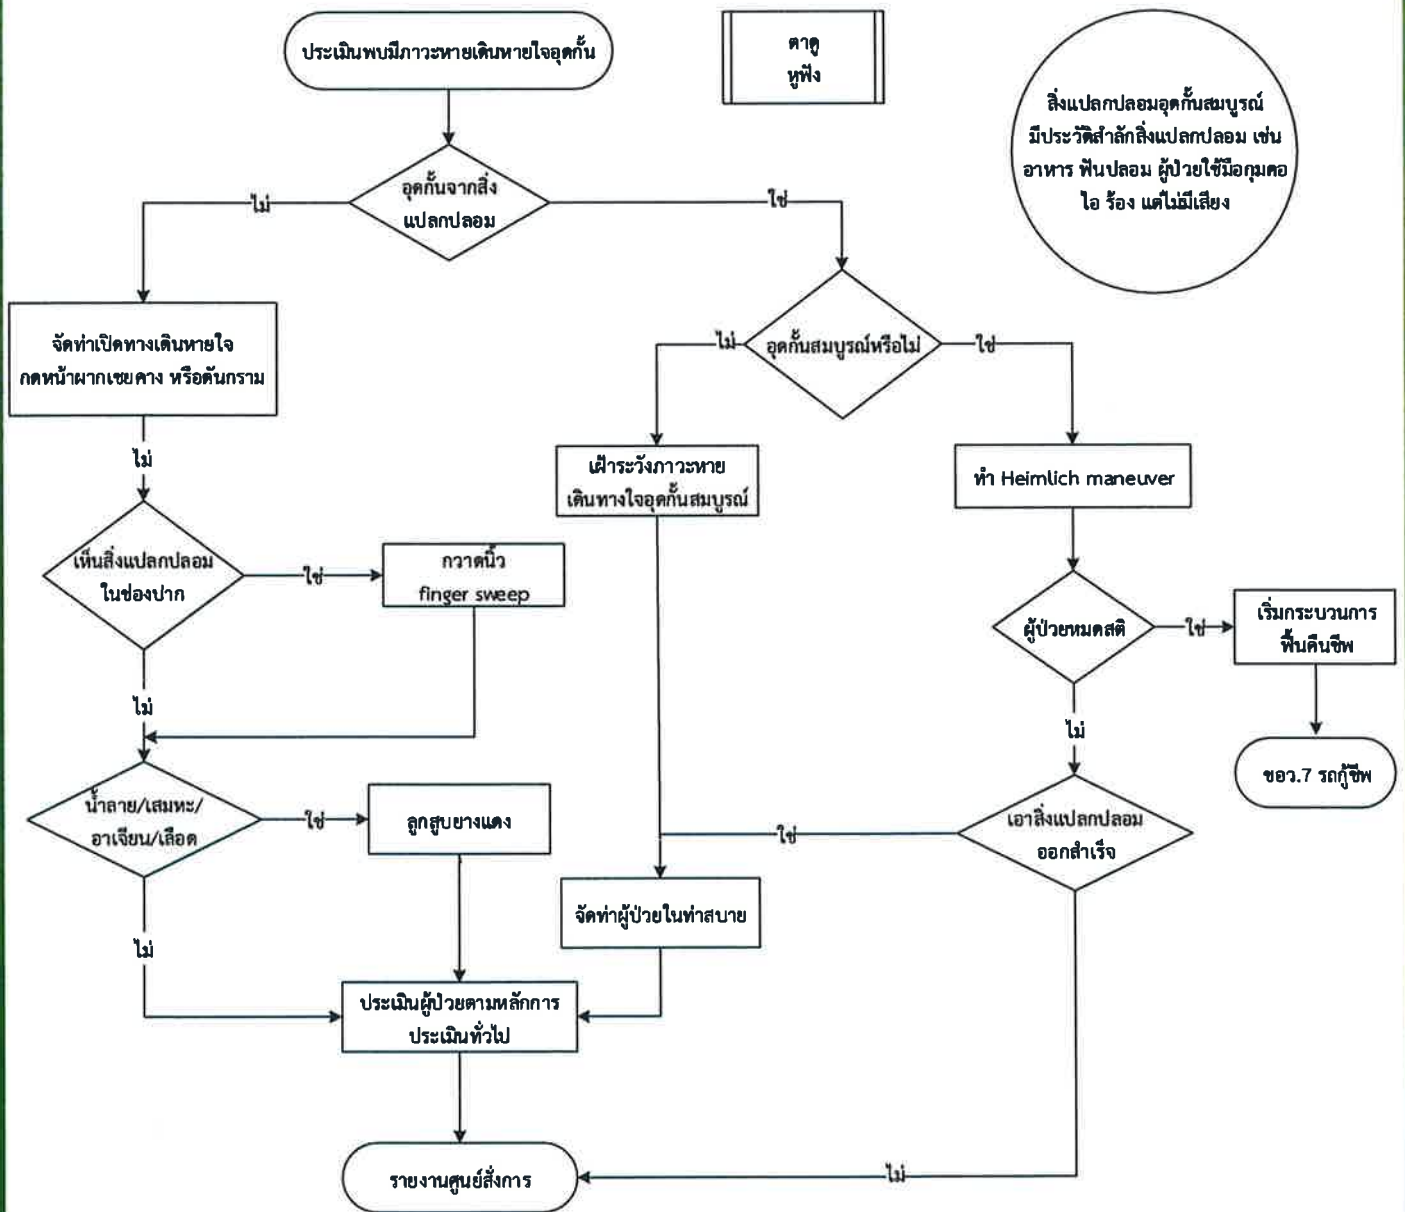 ประเมินพบมีภาวะหายเดินหายใจอุดกั้น
ตาดู
หูฟัง
สิ่งแปลกปลอมอุดกั้นสมบูรณ์
มีประวัติสำลักสิ่งแปลกปลอม เช่น
อาหาร ฟันปลอม ผู้ป่วยใช้มือกุมคอ
ไอ ร้อง แต่ไม่มีเสียง
อุดกั้นจากสิ่ง
แปลกปลอม
ไม่
ใช่
จัดท่าเปิดทางเดินหายใจ
กดหน้าผากเชยคาง หรือดันกราม
อุดกั้นสมบูรณ์หรือไม่
ไม่
ใช่
ไม่
เฝ้าระวังภาวะหาย
เดินทางใจอุดกั้นสมบูรณ์
ทำ Heimlich maneuver
เห็นสิ่งแปลกปลอม
ในช่องปาก
ใช่
กวาดนิ้ว
finger sweep
ผู้ป่วยหมดสติ
ใช่
เริ่มกระบวนการ
ฟื้นคืนชีพ
ไม่
ไม่
ขอว.7 รถกู้ชีพ
น้ำลาย/เสมหะ/
อาเจียน/เลือด
ใช่
ลูกสูบยางแดง
ใช่
เอาสิ่งแปลกปลอม
ออกสำเร็จ
ไม่
จัดท่าผู้ป่วยในท่าสบาย
ประเมินผู้ป่วยตามหลักการ
ประเมินทั่วไป
รายงานศูนย์สั่งการ
ไม่